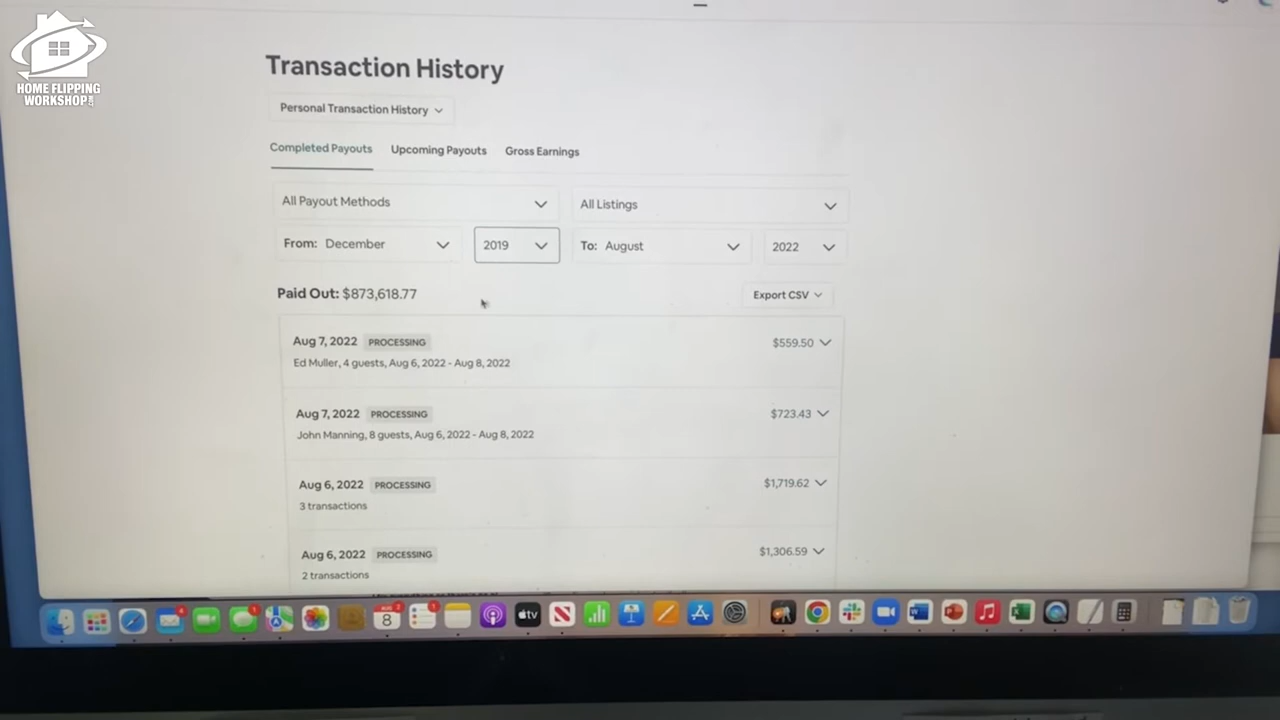 HOME FLIPPING
WORKSHOP
Transaction History
Personal Transaction History
Completed Payouts Upcoming Payouts Gross Earnings
All Payout Methods All Listings
From: December 2019 To: August 2022
Paid Out: $873,618.77 Export CSV
Aug 7, 2022 PROCESSING $559.50
Ed Muller, 4 guests, Aug 6, 2022 - Aug 8, 2022
Aug 7, 2022 PROCESSING $723.43
John Manning, 8 guests, Aug 6, 2022 - Aug 8, 2022
Aug 6, 2022 PROCESSING $1,719.62
3 transactions
Aug 6, 2022 PROCESSING $1,306.59
2 transactions
8
tv